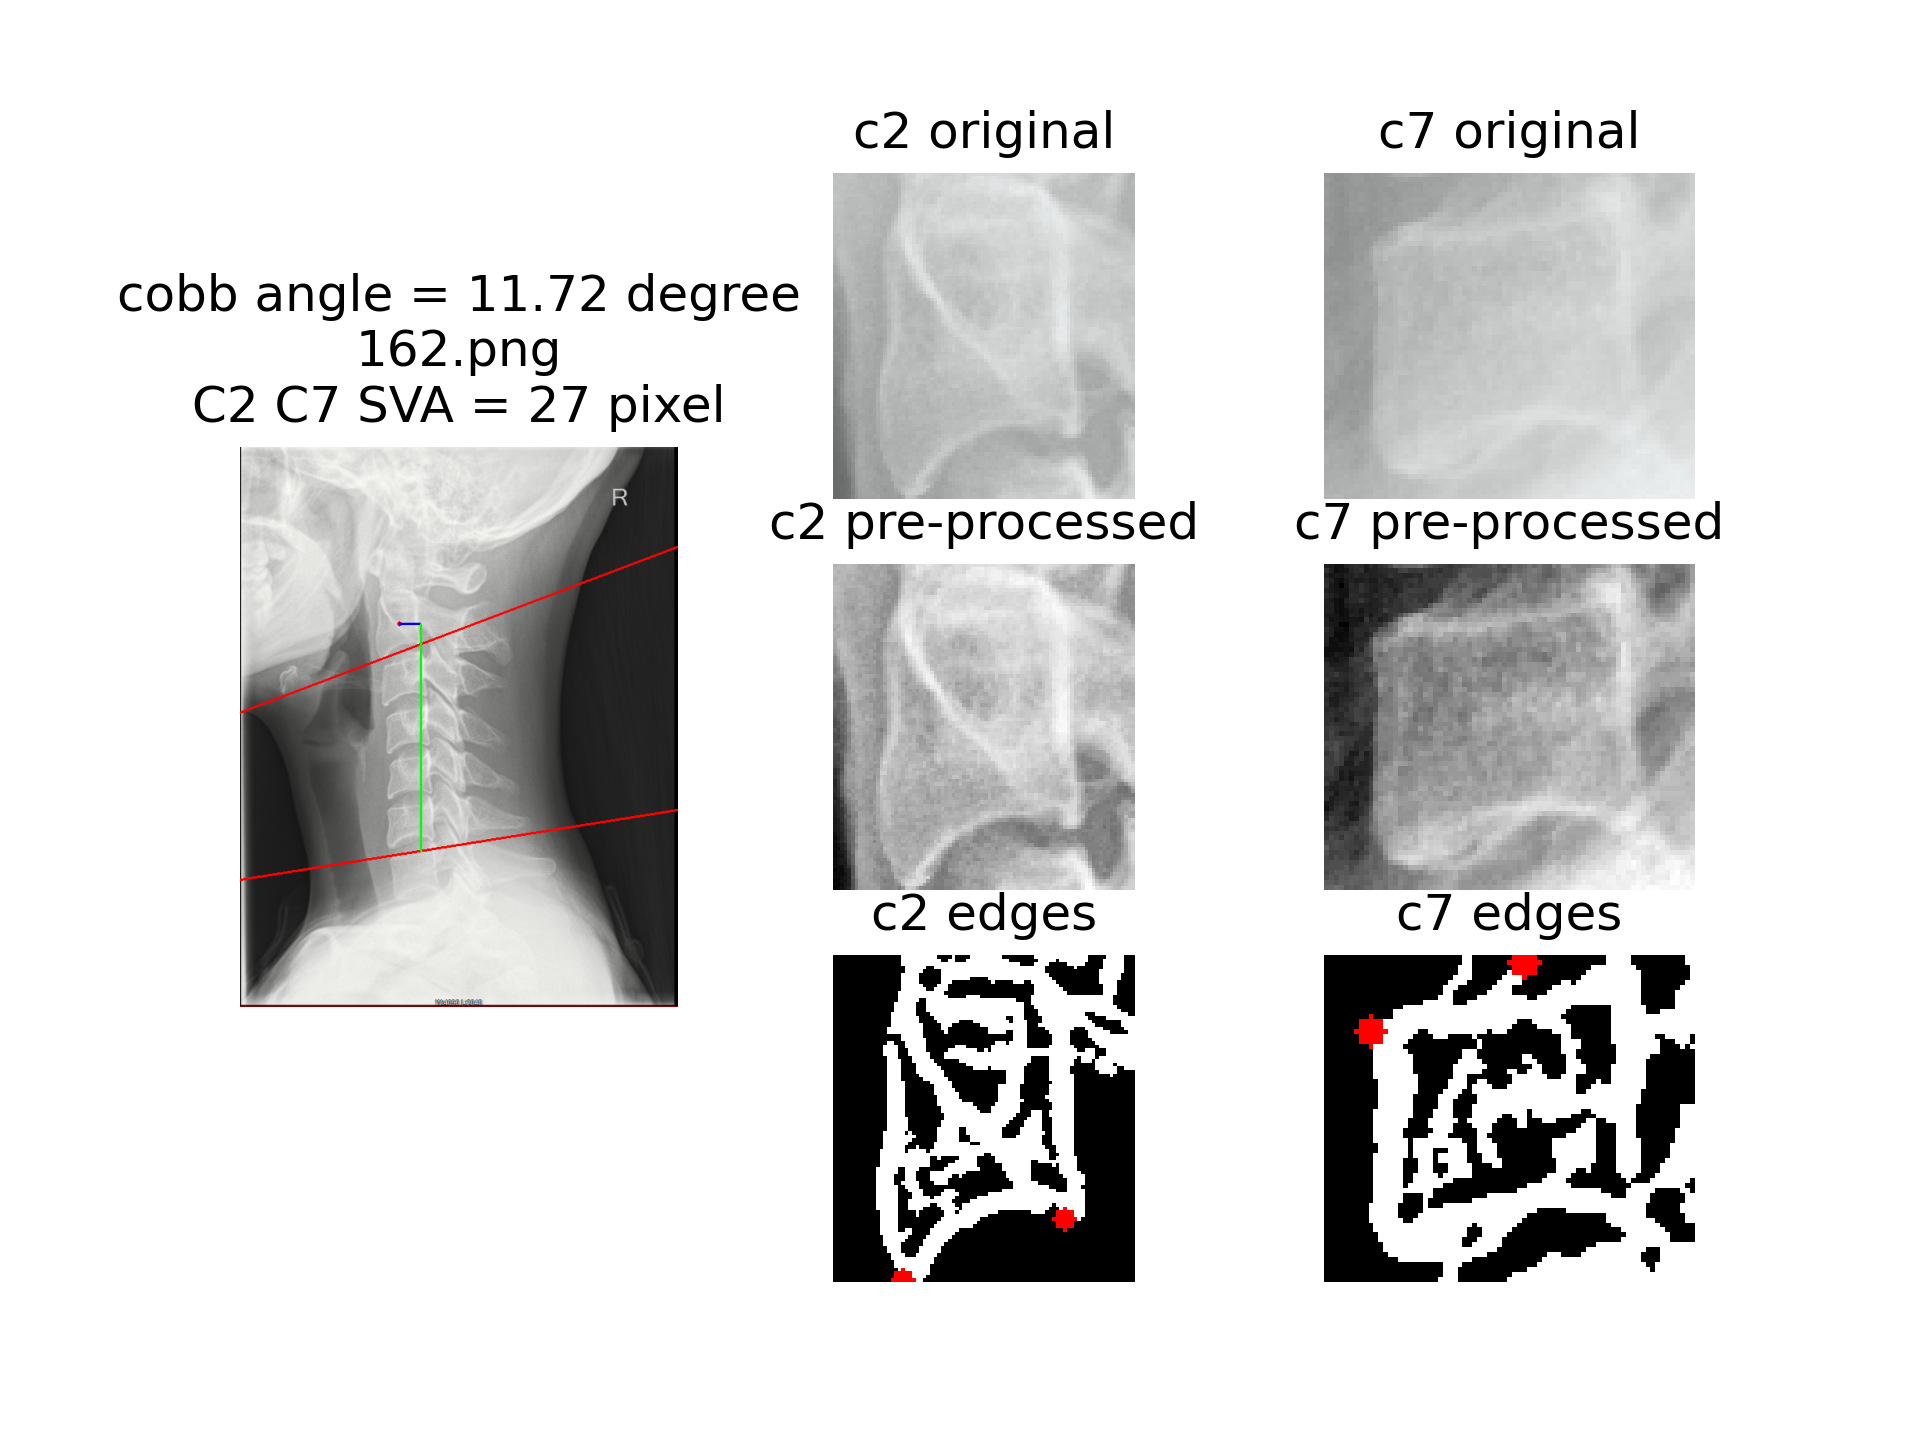 cobb angle = 11.72 degree
162.png
C2 C7 SVA = 27 pixel
R
c2 original
c7 original
c2 pre-processed
c7 pre-processed
c2 edges
c7 edges